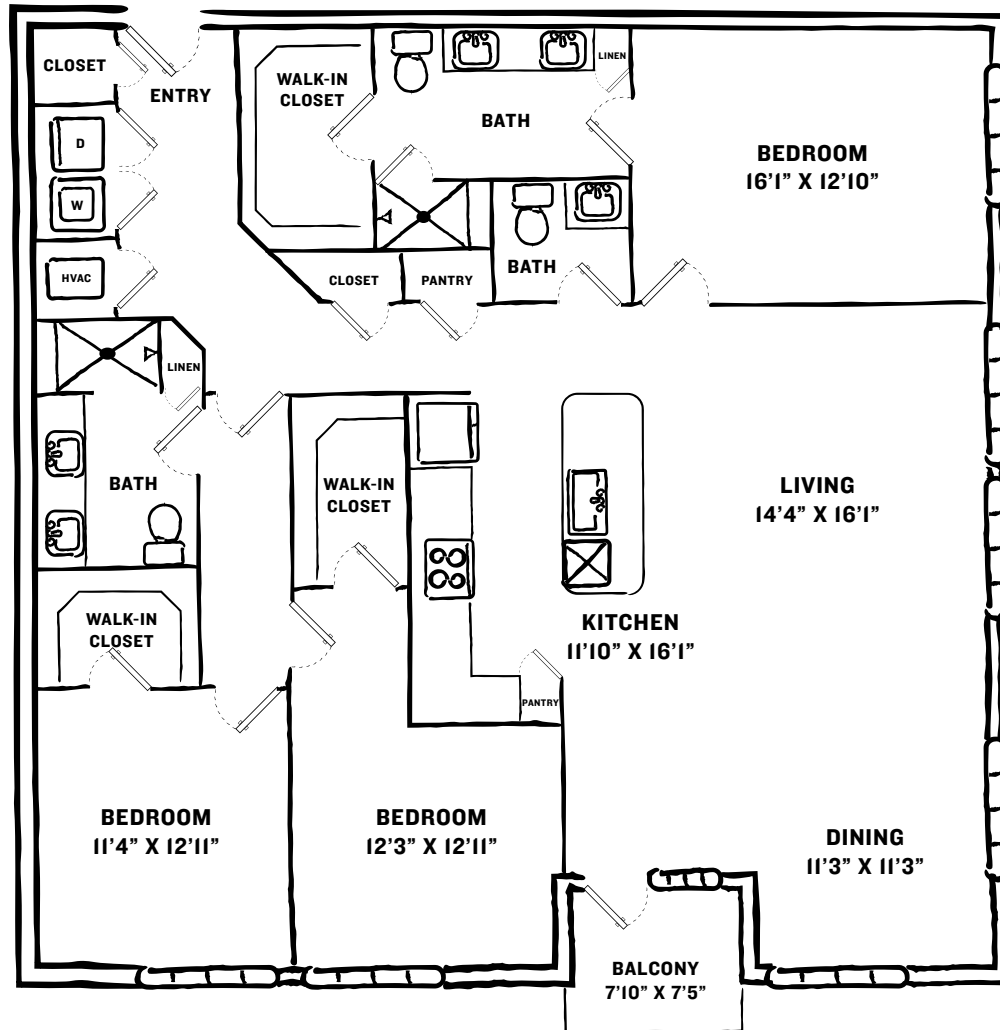 CLOSET
ENTRY
D
W
HVAC
WALK-IN
CLOSET
LINEN
BATH
BEDROOM
16'1" X 12'10"
CLOSET
PANTRY
BATH
LINEN
BATH
WALK-IN
CLOSET
WALK-IN
CLOSET
LIVING
14'4" X 16'1"
KITCHEN
11'10" X 16'1"
PANTRY
BEDROOM
11'4" X 12'11"
BEDROOM
12'3" X 12'11"
DINING
11'3" X 11'3"
BALCONY
7'10" X 7'5"